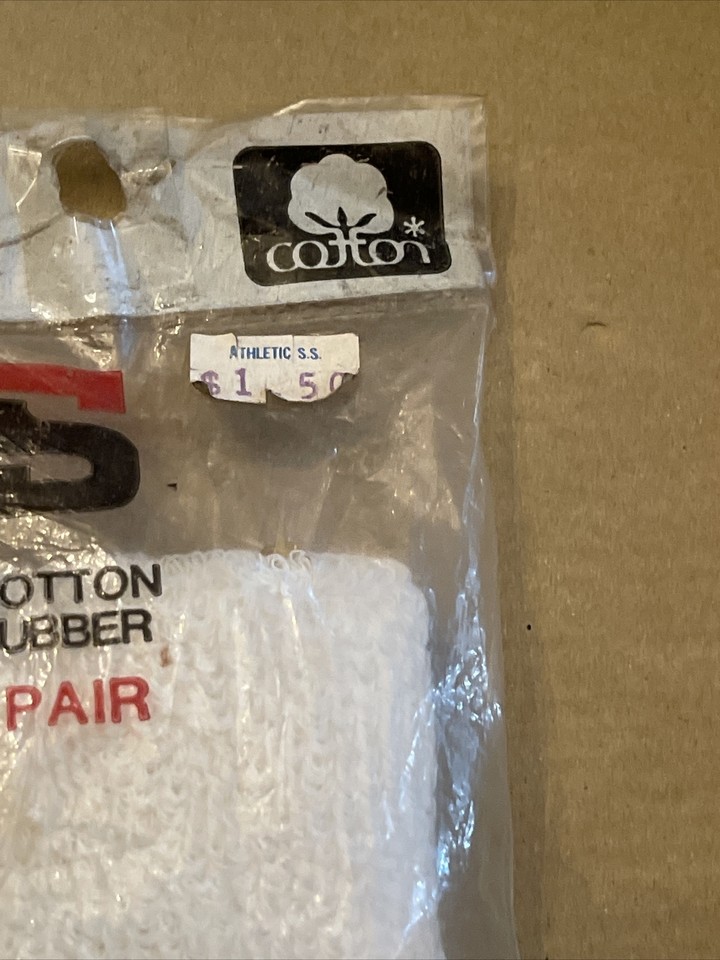 cotton*
ATHLETIC S.S.
$1.50
OTTON
UBBER
PAIR